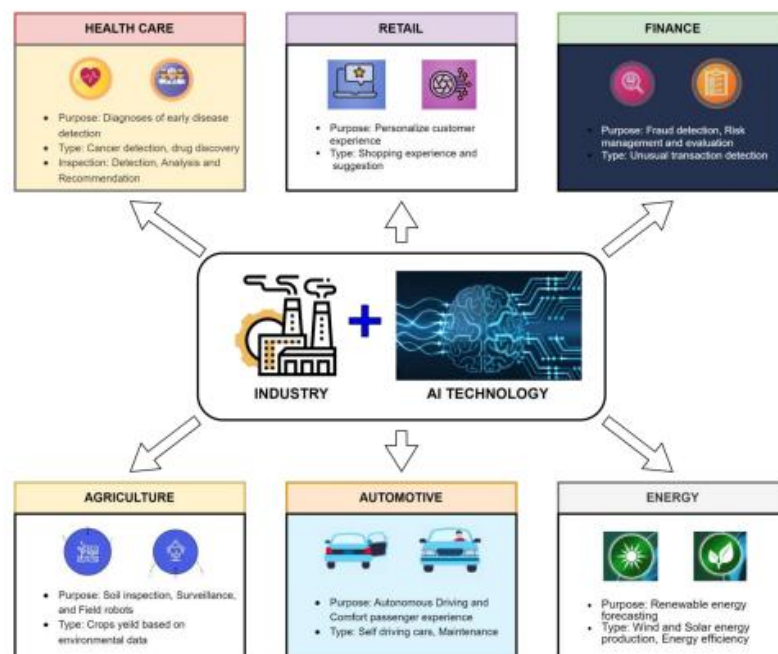 HEALTH CARE
• Purpose: Diagnoses of early disease
detection
• Type: Cancer detection, drug discovery
• Inspection: Detection, Analysis and
Recommendation
RETAIL
• Purpose: Personalize customer
experience
• Type: Shopping experience and
suggestion
FINANCE
• Purpose: Fraud detection, Risk
management and evaluation
• Type: Unusual transaction detection
INDUSTRY
AI TECHNOLOGY
AGRICULTURE
• Purpose: Soil inspection, Surveillance,
and Field robots
• Type: Crops yeild based on
environmental data
AUTOMOTIVE
• Purpose: Autonomous Driving and
Comfort passenger experience
• Type: Self driving cars, Maintenance
ENERGY
• Purpose: Renewable energy
forecasting
• Type: Wind and Solar energy
production, Energy efficiency